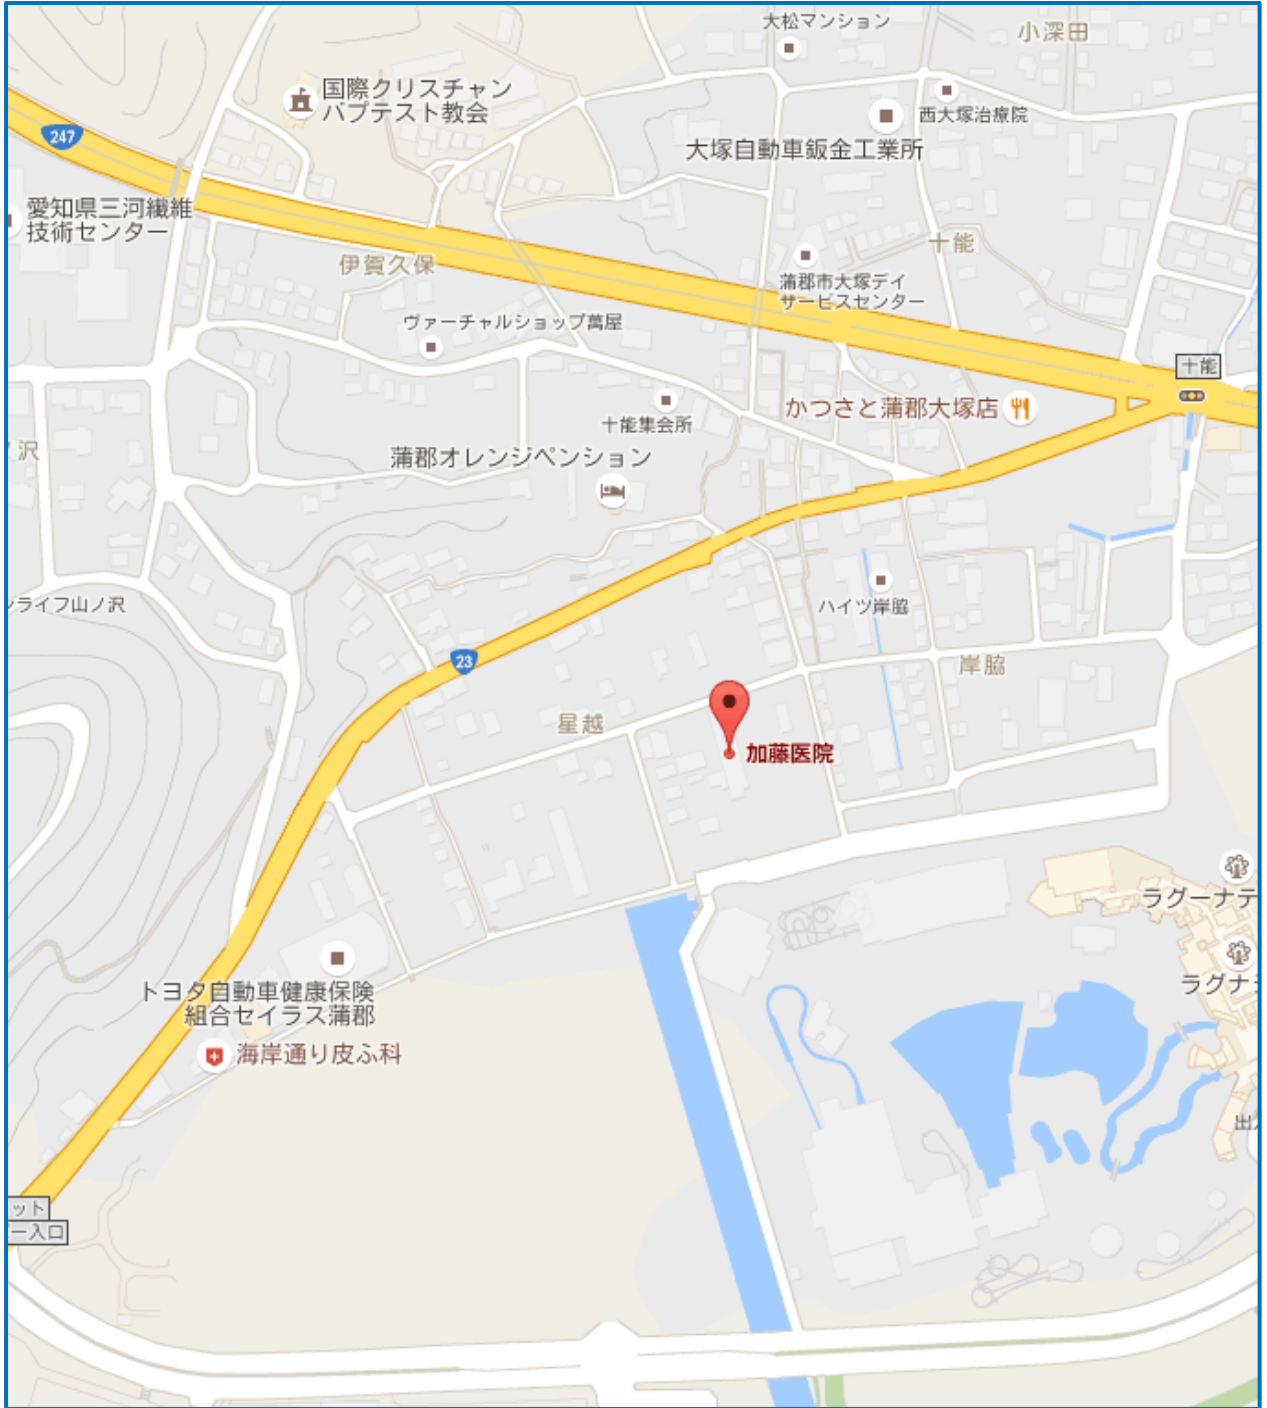 大松マンション
小深田
国際クリスチャン
バプテスト教会
西大塚治療院
247
大塚自動車鈑金工業所
愛知県三河繊維
技術センター
十能
伊賀久保
蒲郡市大塚デイ
サービスセンター
ヴァーチャルショップ萬屋
十能
かつさと蒲郡大塚店
十能集会所
沢
蒲郡オレンジペンション
ンライフ山ノ沢
ハイツ岸脇
23
岸脇
星越
加藤医院
ラグーナテ
トヨタ自動車健康保険
組合セイラス蒲郡
ラグナシ
海岸通り皮ふ科
出入
ット
ー入口